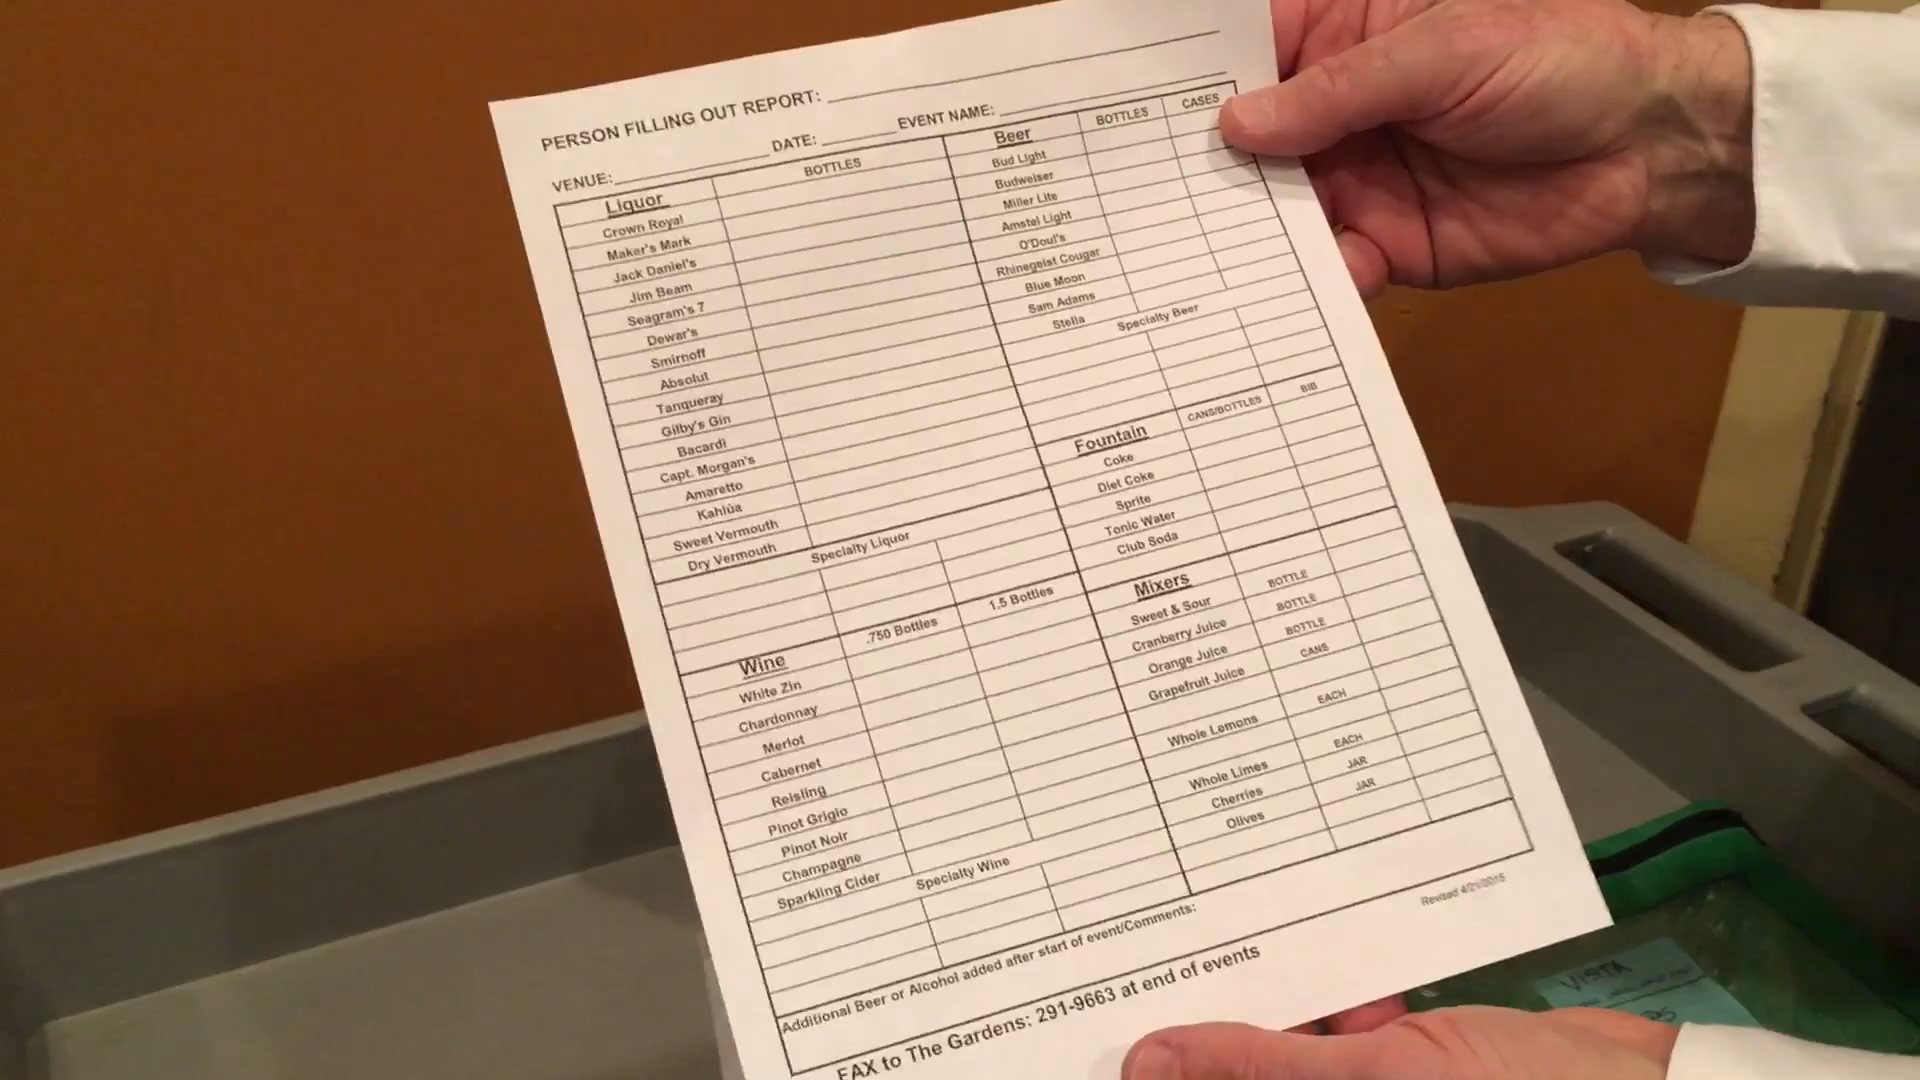 PERSON FILLING OUT REPORT:
VENUE: DATE: EVENT NAME:
Liquor BOTTLES
Crown Royal
Maker's Mark
Jack Daniel's
Jim Beam
Seagram's 7
Dewar's
Smirnoff
Absolut
Tanqueray
Gilby's Gin
Bacardi
Capt. Morgan's
Amaretto
Kahlúa
Sweet Vermouth
Dry Vermouth
Specialty Liquor
Wine .750 Bottles 1.5 Bottles
White Zin
Chardonnay
Merlot
Cabernet
Reisling
Pinot Grigio
Pinot Noir
Champagne
Sparkling Cider
Specialty Wine
Beer BOTTLES CASES
Bud Light
Budweiser
Miller Lite
Amstel Light
O'Doul's
Rhinegeist Cougar
Blue Moon
Sam Adams
Stella
Specialty Beer
Fountain CANS/BOTTLES BIB
Coke
Diet Coke
Sprite
Tonic Water
Club Soda
Mixers
Sweet & Sour BOTTLE
Cranberry Juice BOTTLE
Orange Juice BOTTLE
Grapefruit Juice CANS
Whole Lemons EACH
Whole Limes EACH
Cherries JAR
Olives JAR
Additional Beer or Alcohol added after start of event/Comments:
Revised 4/21/2015
FAX to The Gardens: 291-9663 at end of events
VISTA